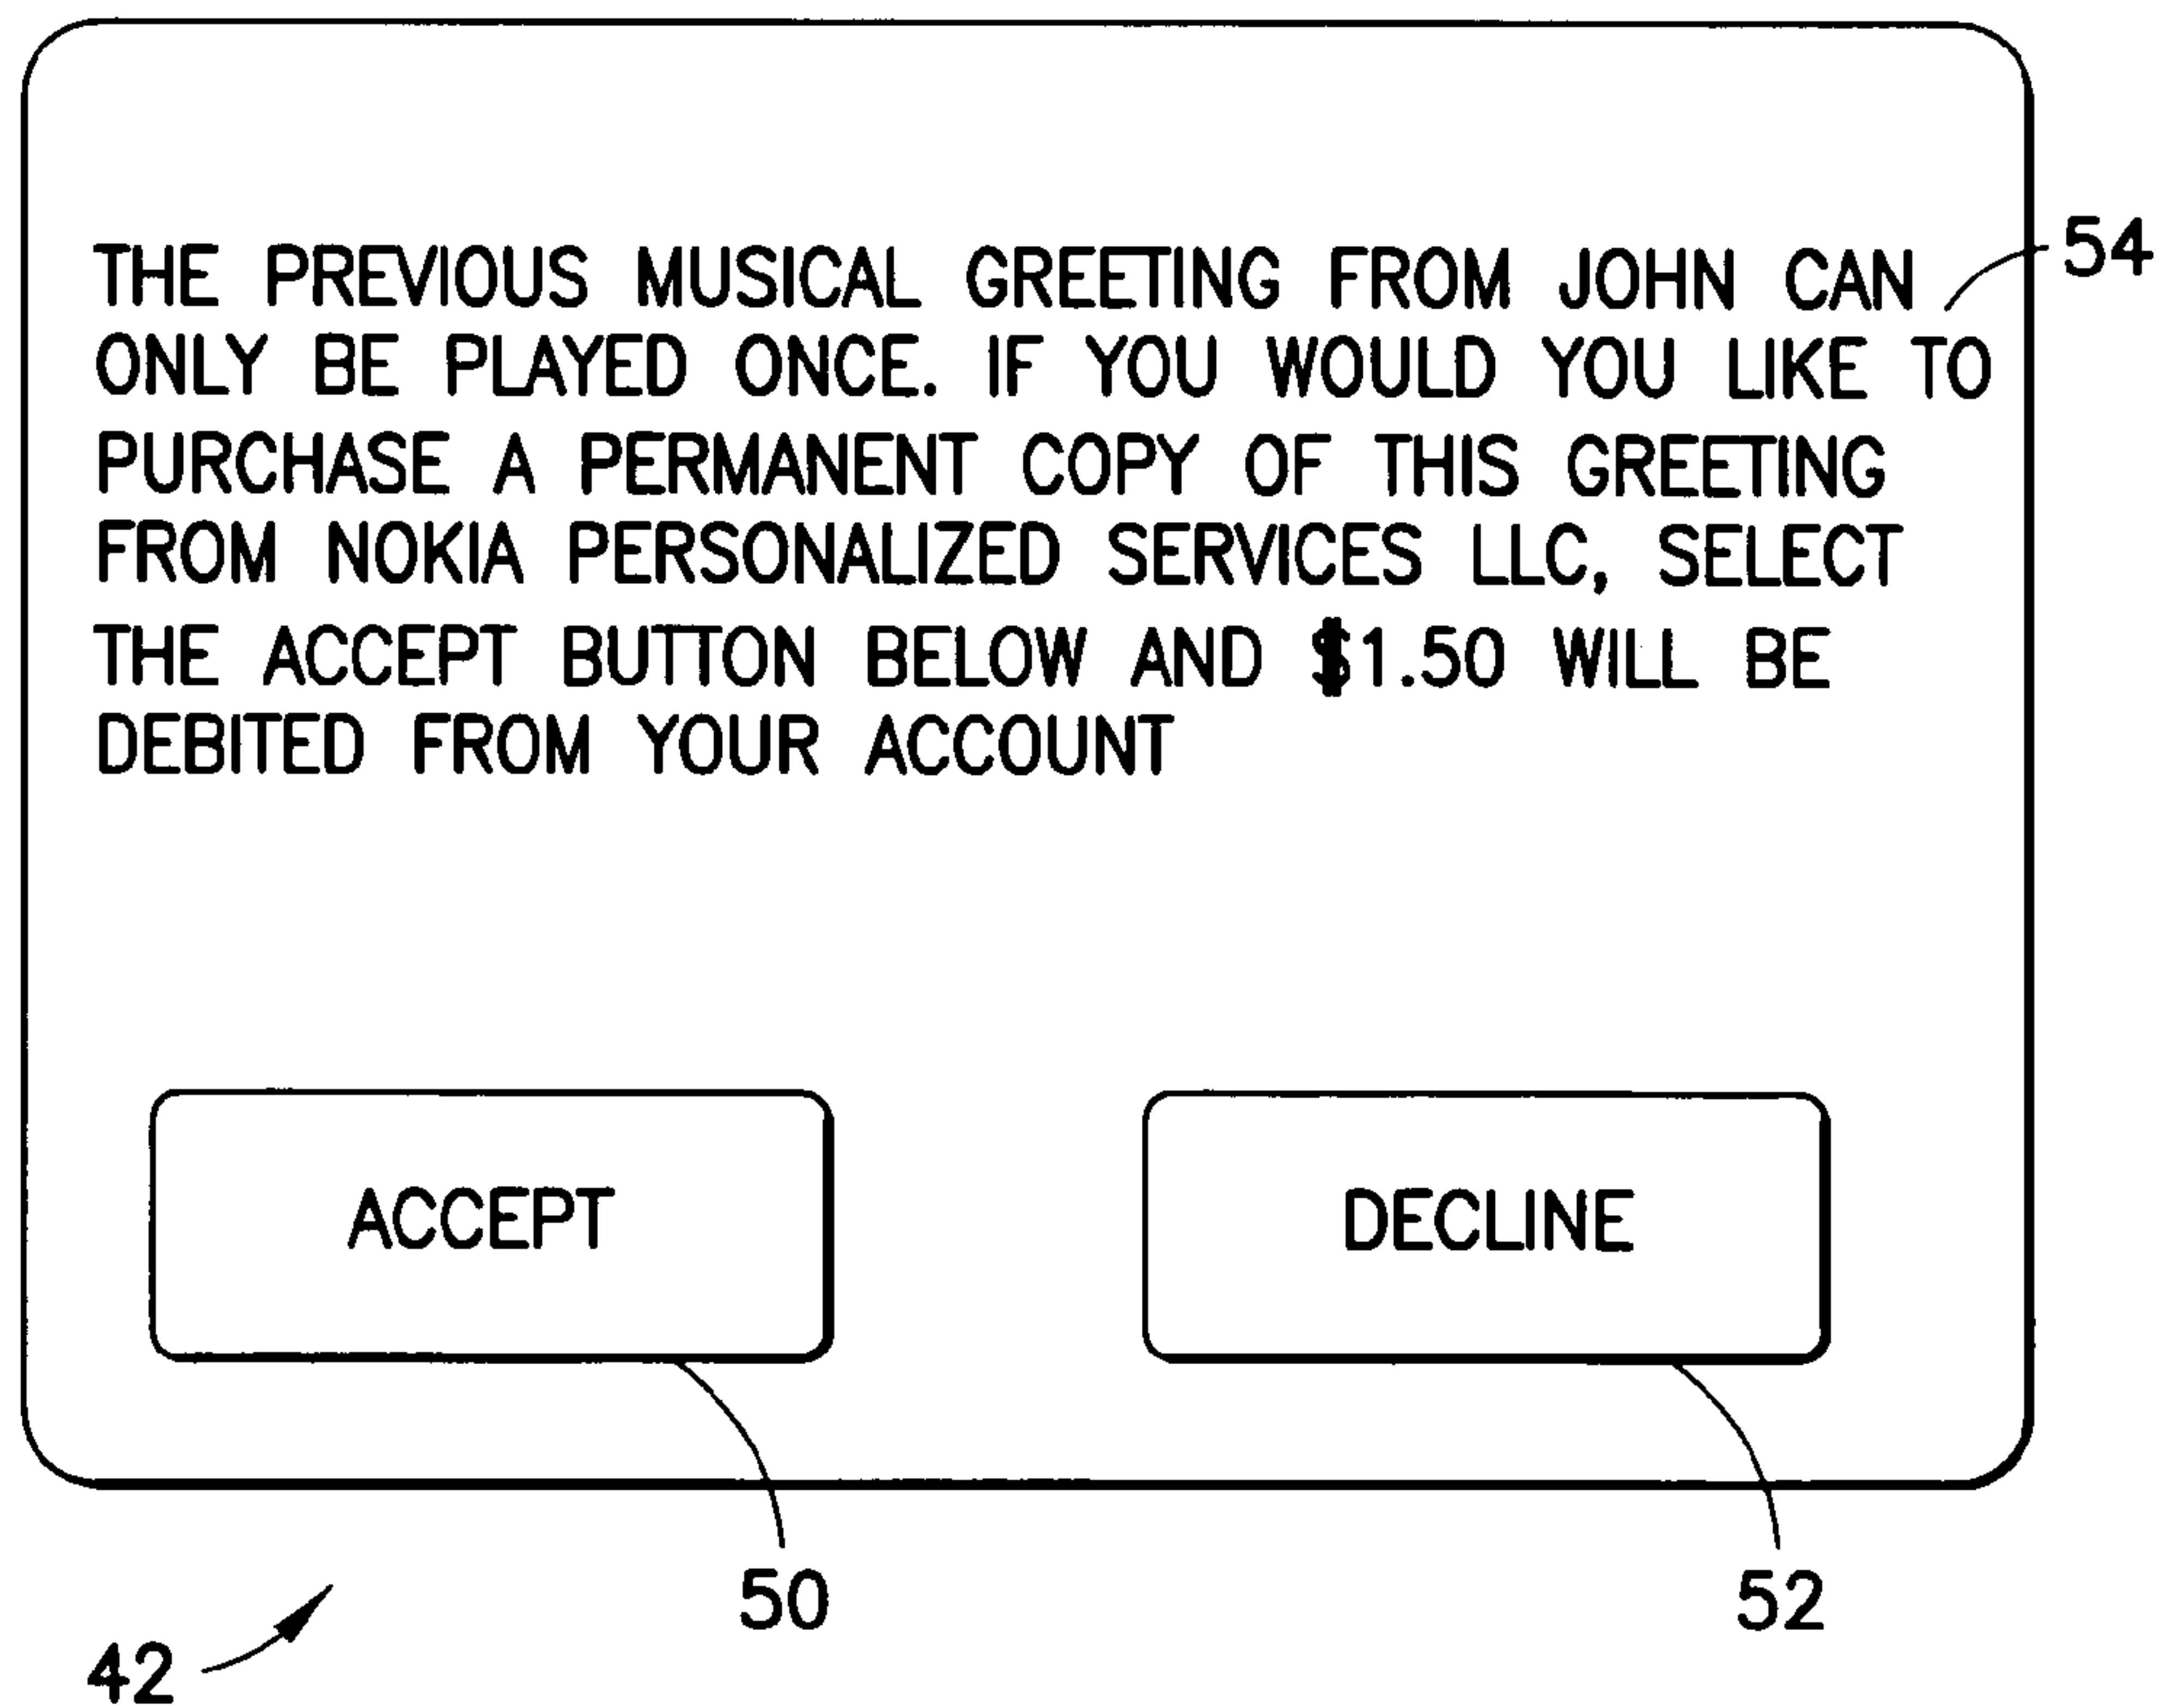 THE PREVIOUS MUSICAL GREETING FROM JOHN CAN
54
ONLY BE PLAYED ONCE. IF YOU WOULD YOU LIKE TO
PURCHASE A PERMANENT COPY OF THIS GREETING
FROM NOKIA PERSONALIZED SERVICES LLC, SELECT
THE ACCEPT BUTTON BELOW AND $1.50 WILL BE
DEBITED FROM YOUR ACCOUNT
ACCEPT
DECLINE
50
52
42